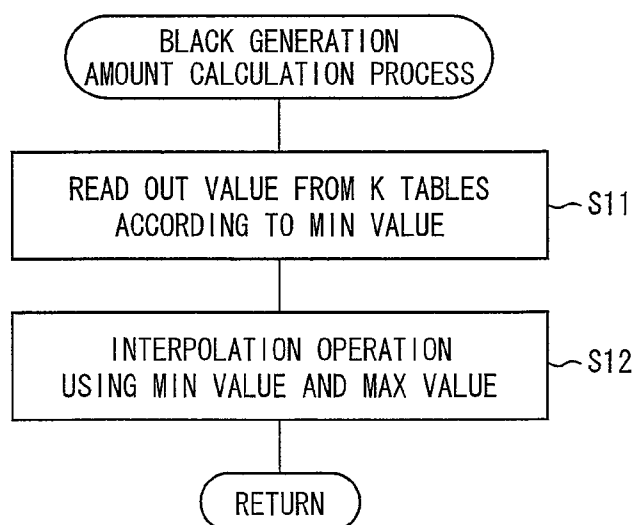 BLACK GENERATION
AMOUNT CALCULATION PROCESS
READ OUT VALUE FROM K TABLES
ACCORDING TO MIN VALUE
S11
INTERPOLATION OPERATION
USING MIN VALUE AND MAX VALUE
S12
RETURN